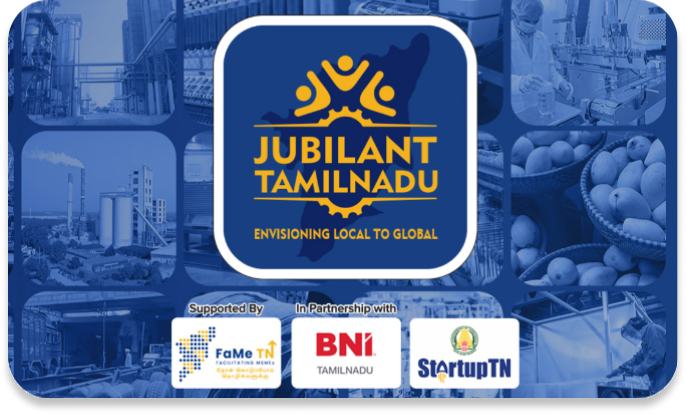 JUBILANT
TAMILNADU
ENVISIONING LOCAL TO GLOBAL
Supported By
In Partnership with
FaMe TN
FACILITATING MSMEs
BNI
TAMILNADU
StartupTN